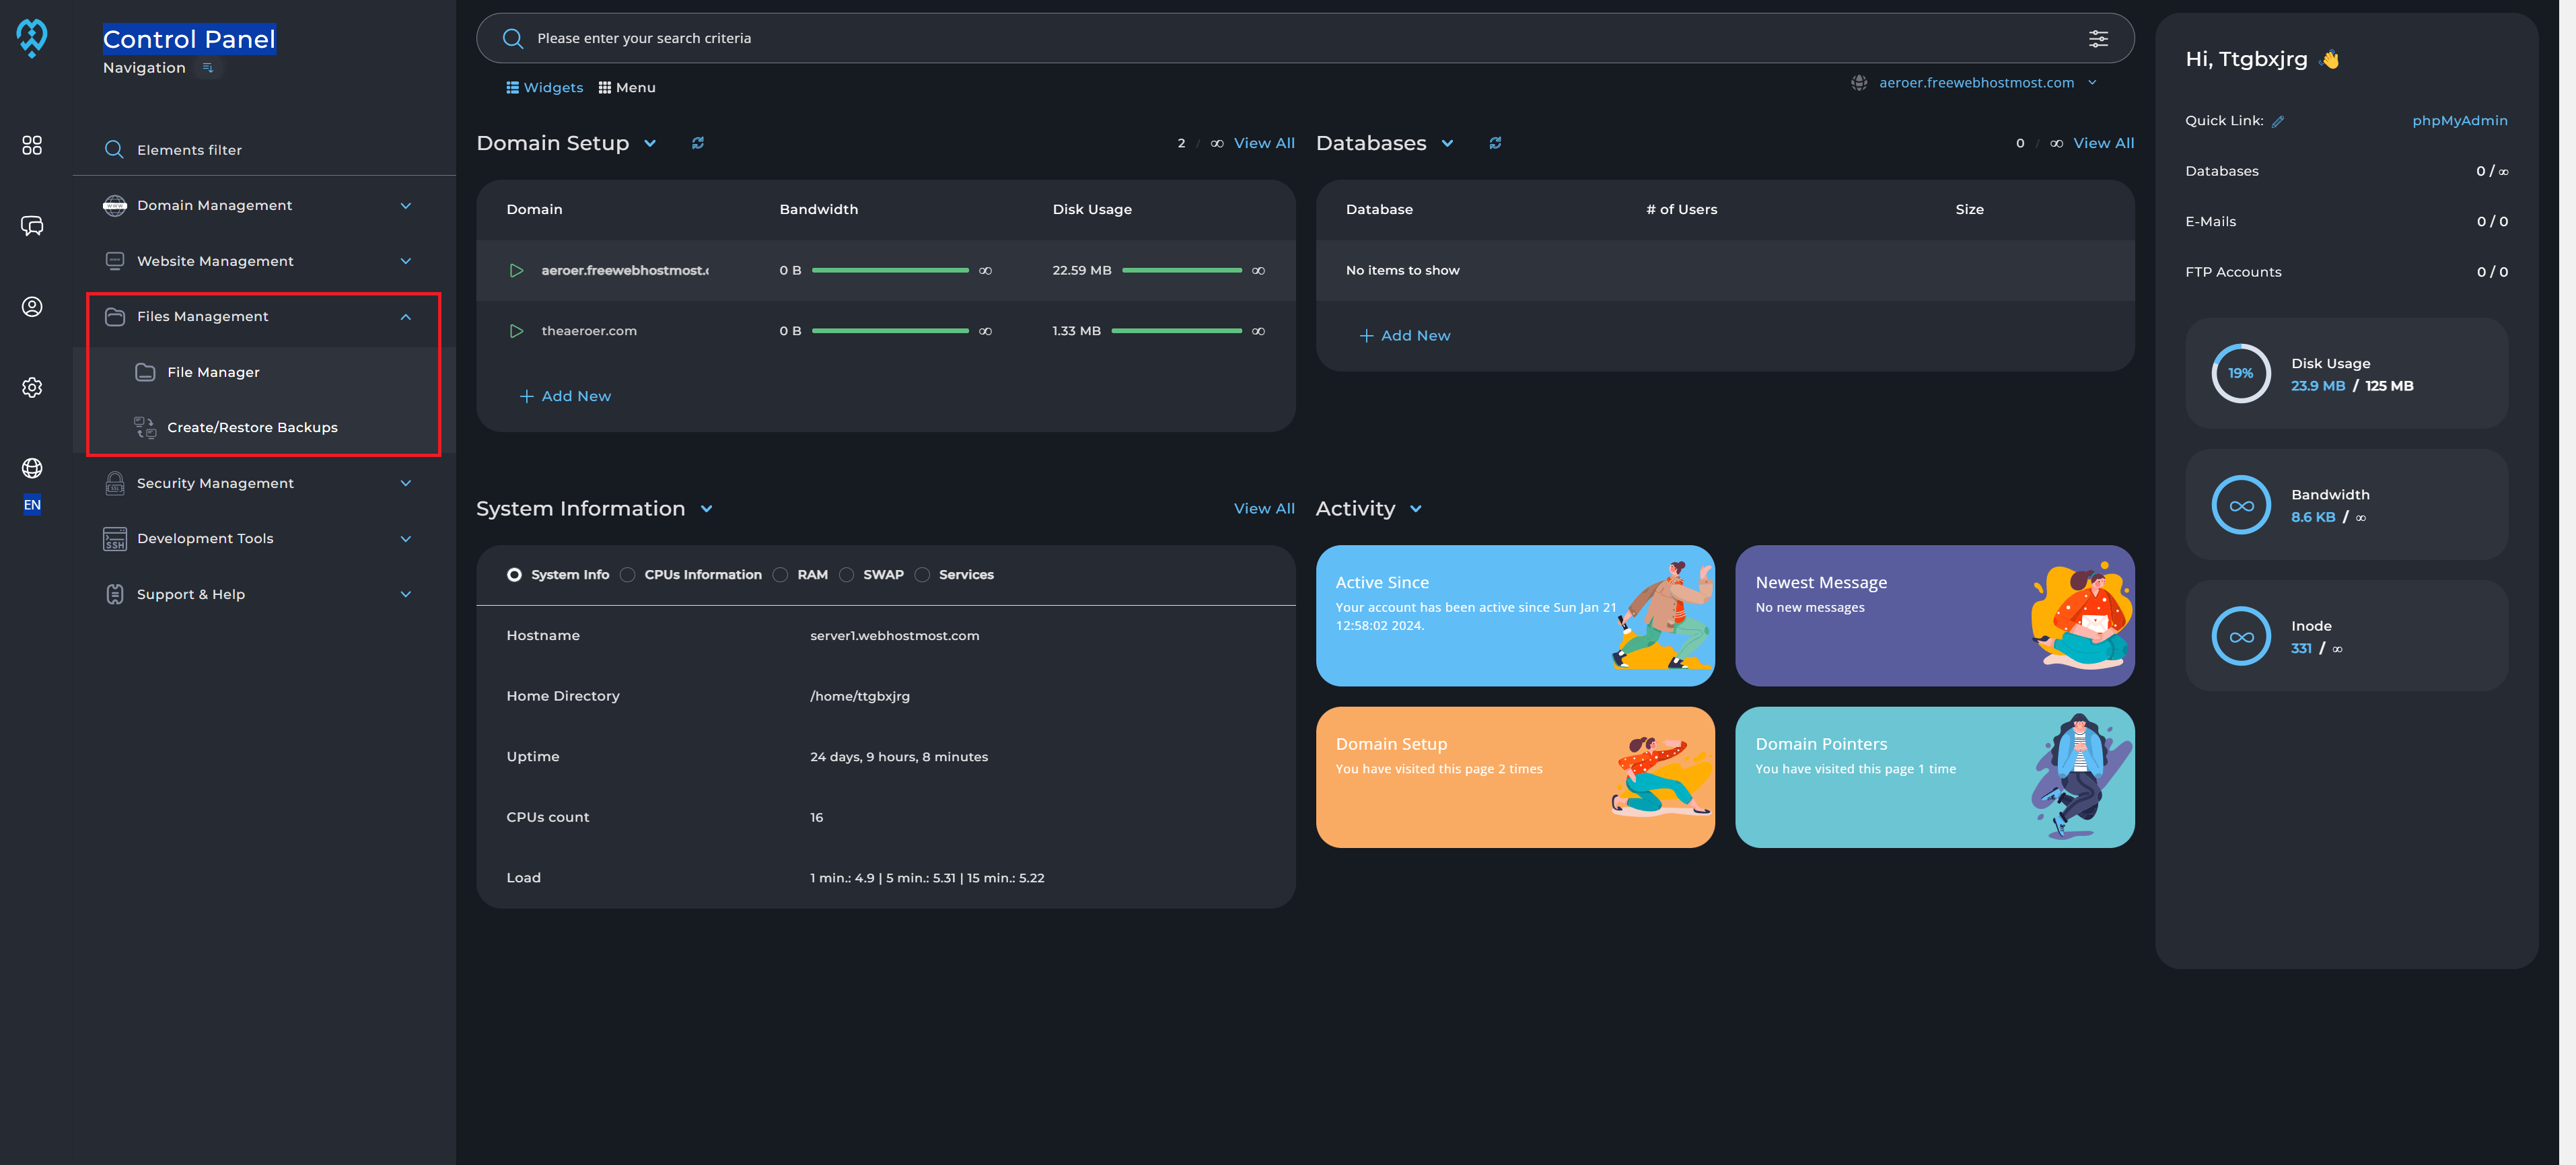 Control Panel
Navigation
Elements filter
Domain Management
Website Management
Files Management
File Manager
Create/Restore Backups
Security Management
SSH
Development Tools
Support & Help
EN
Please enter your search criteria
Widgets Menu
aeroer.freewebhostmost.com
Domain Setup
2 / ∞ View All
Domain Bandwidth Disk Usage
aeroer.freewebhostmost. 0 B ∞ 22.59 MB ∞
theaeroer.com 0 B ∞ 1.33 MB ∞
+ Add New
Databases
0 / ∞ View All
Database # of Users Size
No items to show
+ Add New
System Information
View All
System Info CPUs Information RAM SWAP Services
Hostname server1.webhostmost.com
Home Directory /home/ttgbxjrg
Uptime 24 days, 9 hours, 8 minutes
CPUs count 16
Load 1 min.: 4.9 | 5 min.: 5.31 | 15 min.: 5.22
Activity
Active Since
Your account has been active since Sun Jan 21
12:58:02 2024.
Newest Message
No new messages
Domain Setup
You have visited this page 2 times
Domain Pointers
You have visited this page 1 time
Hi, Ttgbxjrg 👋
Quick Link: phpMyAdmin
Databases 0 / ∞
E-Mails 0 / 0
FTP Accounts 0 / 0
19%
Disk Usage
23.9 MB / 125 MB
∞
Bandwidth
8.6 KB / ∞
∞
Inode
331 / ∞